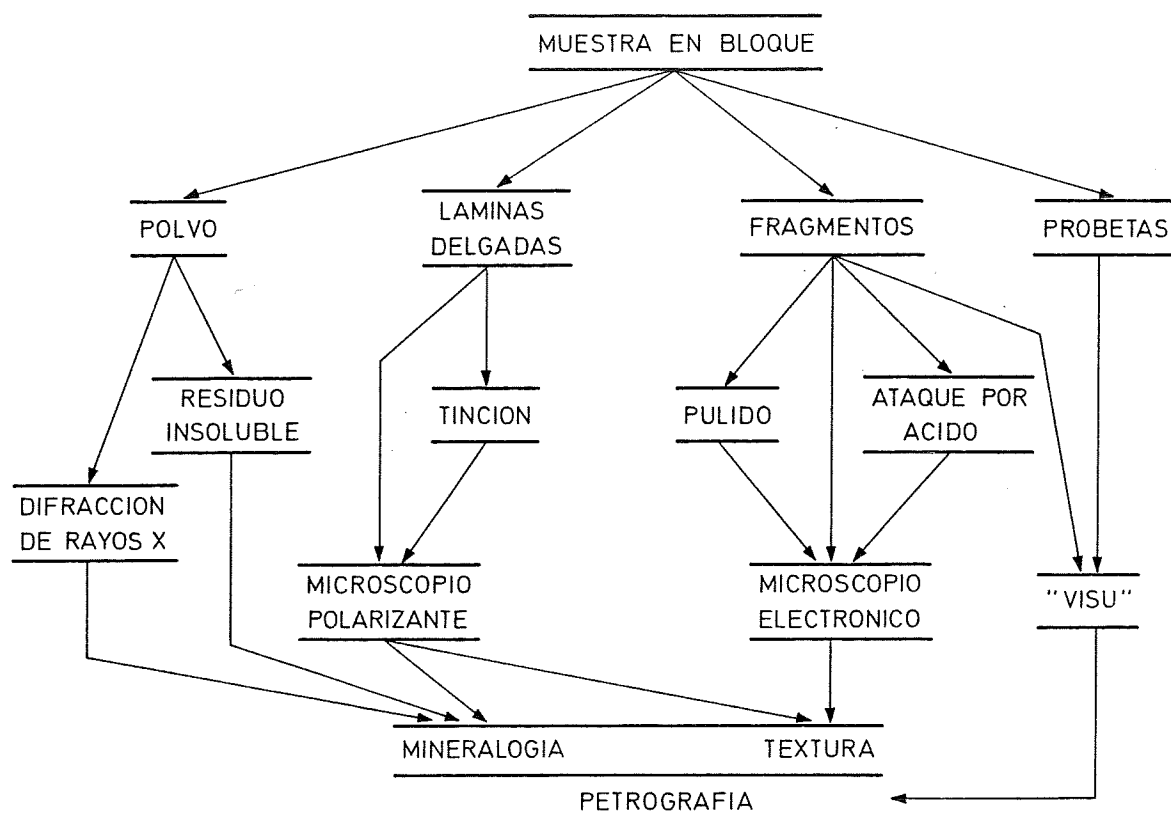 MUESTRA EN BLOQUE
POLVO
LAMINAS
DELGADAS
FRAGMENTOS
PROBETAS
RESIDUO
INSOLUBLE
TINCION
PULIDO
ATAQUE POR
ACIDO
DIFRACCION
DE RAYOS X
MICROSCOPIO
POLARIZANTE
MICROSCOPIO
ELECTRONICO
"VISU"
MINERALOGIA TEXTURA
PETROGRAFIA